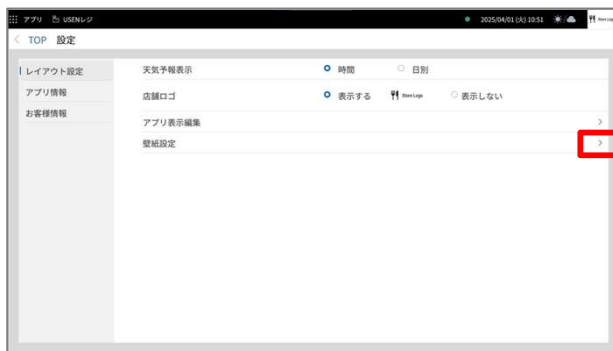 アプリ USENレジ 2025/04/01 (火) 10:51
TOP 設定
レイアウト設定
アプリ情報
お客様情報
天気予報表示 時間 日別
店舗ロゴ 表示する Store Logo 表示しない
アプリ表示編集
壁紙設定